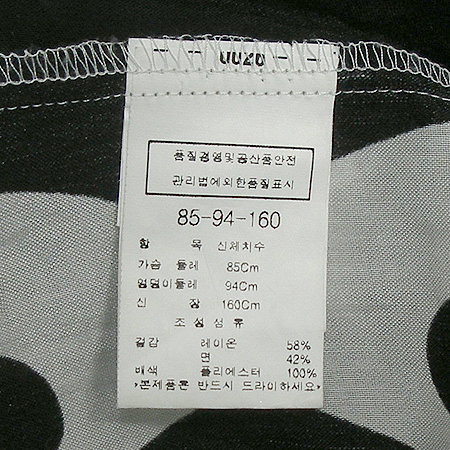 품질경영및공산품안전
관리법에의한품질표시
85-94-160
항 목 신체치수
가슴 둘레 85Cm
엉덩이둘레 94Cm
신 장 160Cm
조성섬유
겉감 레이온 58%
면 42%
배색 폴리에스터 100%
>본제품은 반드시 드라이하세요<